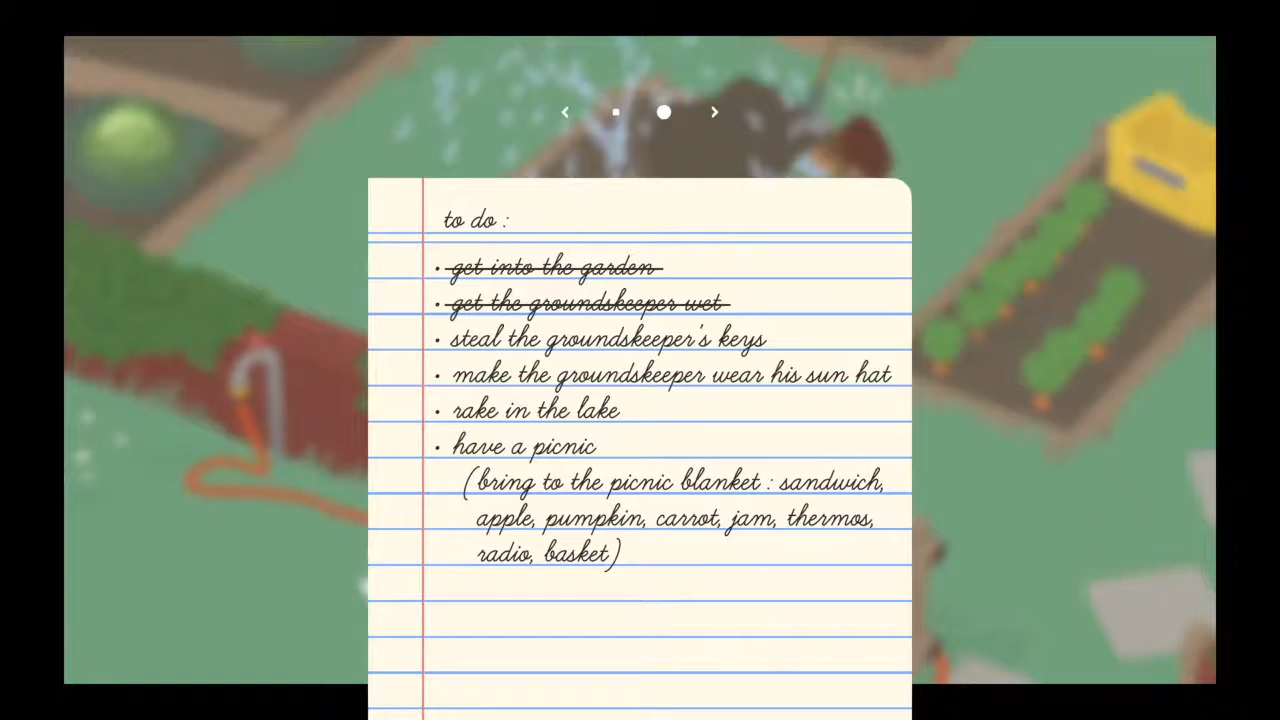 to do :
• get into the garden
• get the groundskeeper wet
• steal the groundskeeper's keys
• make the groundskeeper wear his sun hat
• rake in the lake
• have a picnic
(bring to the picnic blanket : sandwich,
apple, pumpkin, carrot, jam, thermos,
radio, basket)